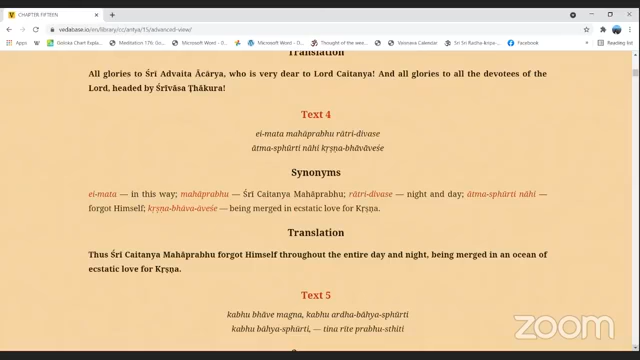 CHAPTER FIFTEEN
vedabase.io/en/library/cc/antya/15/advanced-view/
Apps
Goloka Chart Explor...
Meditation 176: Go...
Microsoft Word - D...
Microsoft Word - D...
Thought of the wee...
Vaisnava Calendar
Sri Sri Radha-kripa-...
Facebook
Reading list
Translation
All glories to Śrī Advaita Ācārya, who is very dear to Lord Caitanya! And all glories to all the devotees of the
Lord, headed by Śrīvāsa Ṭhākura!
Text 4
ei-mata mahāprabhu rātri-divase
ātma-sphūrti nāhi kṛṣṇa-bhāvāveśe
Synonyms
ei-mata — in this way; mahāprabhu — Śrī Caitanya Mahāprabhu; rātri-divase — night and day; ātma-sphūrti nāhi —
forgot Himself; kṛṣṇa-bhāva-āveśe — being merged in ecstatic love for Kṛṣṇa.
Translation
Thus Śrī Caitanya Mahāprabhu forgot Himself throughout the entire day and night, being merged in an ocean of
ecstatic love for Kṛṣṇa.
Text 5
kabhu bhāve magna, kabhu ardha-bāhya-sphūrti
kabhu bāhya-sphūrti, — tina rīte prabhu-sthiti
zoom